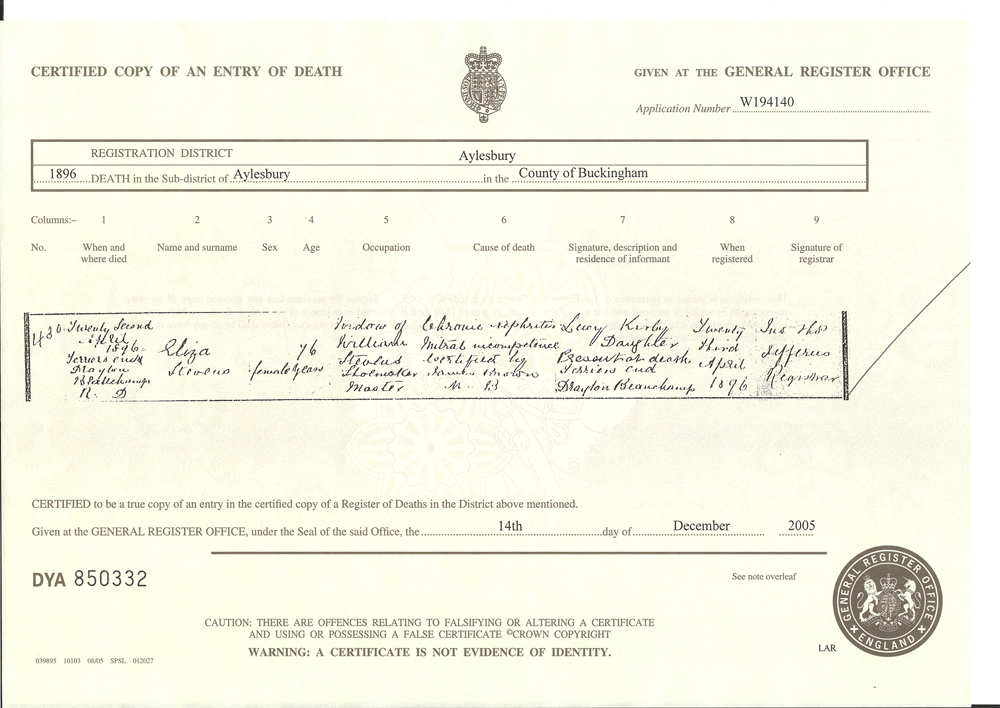 CERTIFIED COPY OF AN ENTRY OF DEATH
GIVEN AT THE GENERAL REGISTER OFFICE
Application Number W194140
REGISTRATION DISTRICT Aylesbury
1896 DEATH in the Sub-district of Aylesbury in the County of Buckingham
Columns:- 1 2 3 4 5 6 7 8 9
No. When and where died Name and surname Sex Age Occupation Cause of death Signature, description and residence of informant When registered Signature of registrar
430
Twenty Second
April
1896
Terriers end
Drayton
Beauchamp
R. D
Eliza
Stevens
female
76
years
Widow of
William
Stevens
Shoemaker
Master
Chronic Nephritis
Mitral incompetence
Certified by
James Brown
M. B
Lucy Kirby
Daughter
Present at death
Terriers end
Drayton Beauchamp
Twenty
third
April
1896
Jefferies
Registrar
CERTIFIED to be a true copy of an entry in the certified copy of a Register of Deaths in the District above mentioned.
Given at the GENERAL REGISTER OFFICE, under the Seal of the said Office, the 14th day of December 2005
DYA 850332
See note overleaf
CAUTION: THERE ARE OFFENCES RELATING TO FALSIFYING OR ALTERING A CERTIFICATE
AND USING OR POSSESSING A FALSE CERTIFICATE ©CROWN COPYRIGHT
WARNING: A CERTIFICATE IS NOT EVIDENCE OF IDENTITY.
GENERAL REGISTER OFFICE
ENGLAND
LAR
039895 10103 08/05 SPSL 012027